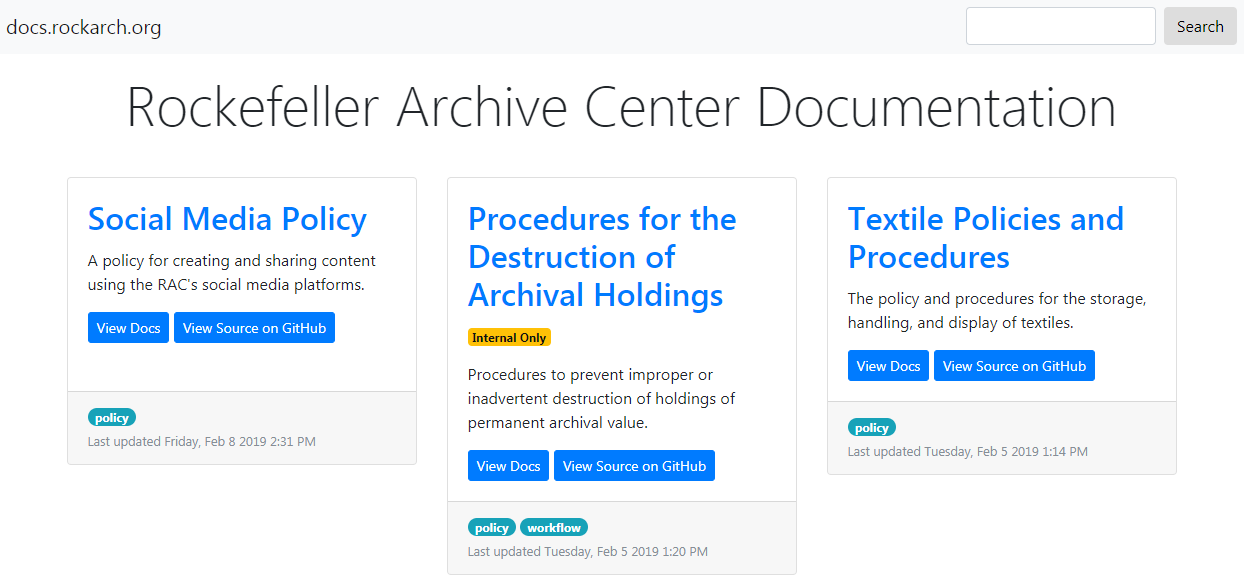 docs.rockarch.org
Search
Rockefeller Archive Center Documentation
Social Media Policy
A policy for creating and sharing content
using the RAC's social media platforms.
View Docs View Source on GitHub
policy
Last updated Friday, Feb 8 2019 2:31 PM
Procedures for the
Destruction of
Archival Holdings
Internal Only
Procedures to prevent improper or
inadvertent destruction of holdings of
permanent archival value.
View Docs View Source on GitHub
policy workflow
Last updated Tuesday, Feb 5 2019 1:20 PM
Textile Policies and
Procedures
The policy and procedures for the storage,
handling, and display of textiles.
View Docs View Source on GitHub
policy
Last updated Tuesday, Feb 5 2019 1:14 PM